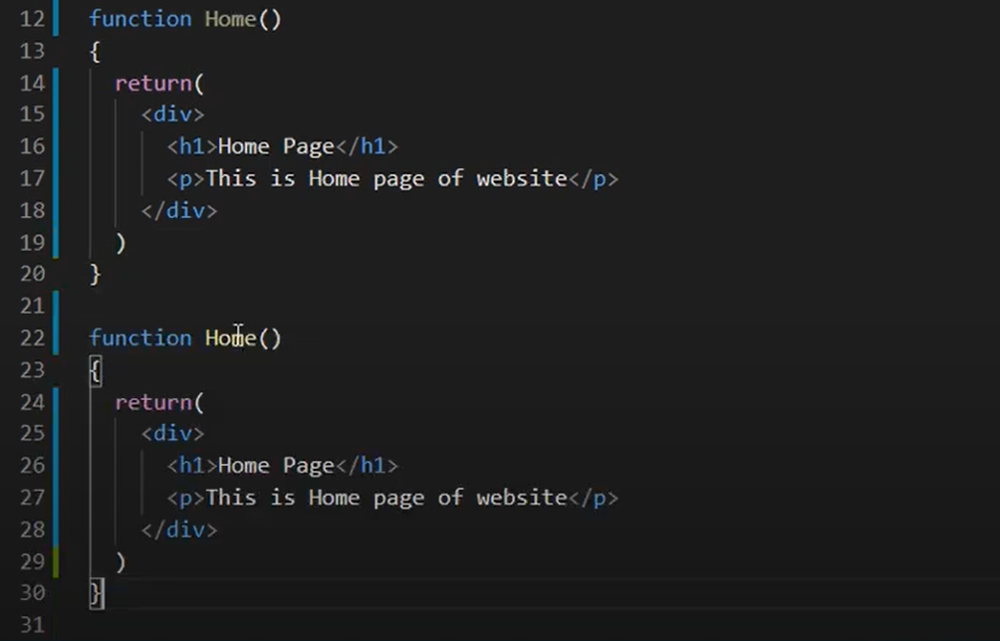 12 function Home()
13 {
14 return(
15 <div>
16 <h1>Home Page</h1>
17 <p>This is Home page of website</p>
18 </div>
19 )
20 }
21
22 function Home()
23 {
24 return(
25 <div>
26 <h1>Home Page</h1>
27 <p>This is Home page of website</p>
28 </div>
29 )
30 }
31